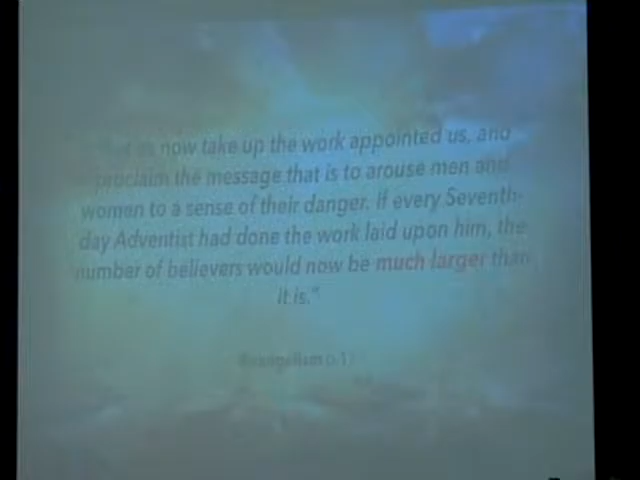 now take up the work appointed us, and
proclaim the message that is to arouse men and
women to a sense of their danger. If every Seventh-
day Adventist had done the work laid upon him, the
number of believers would now be much larger than
it is."
Evangelism p.1